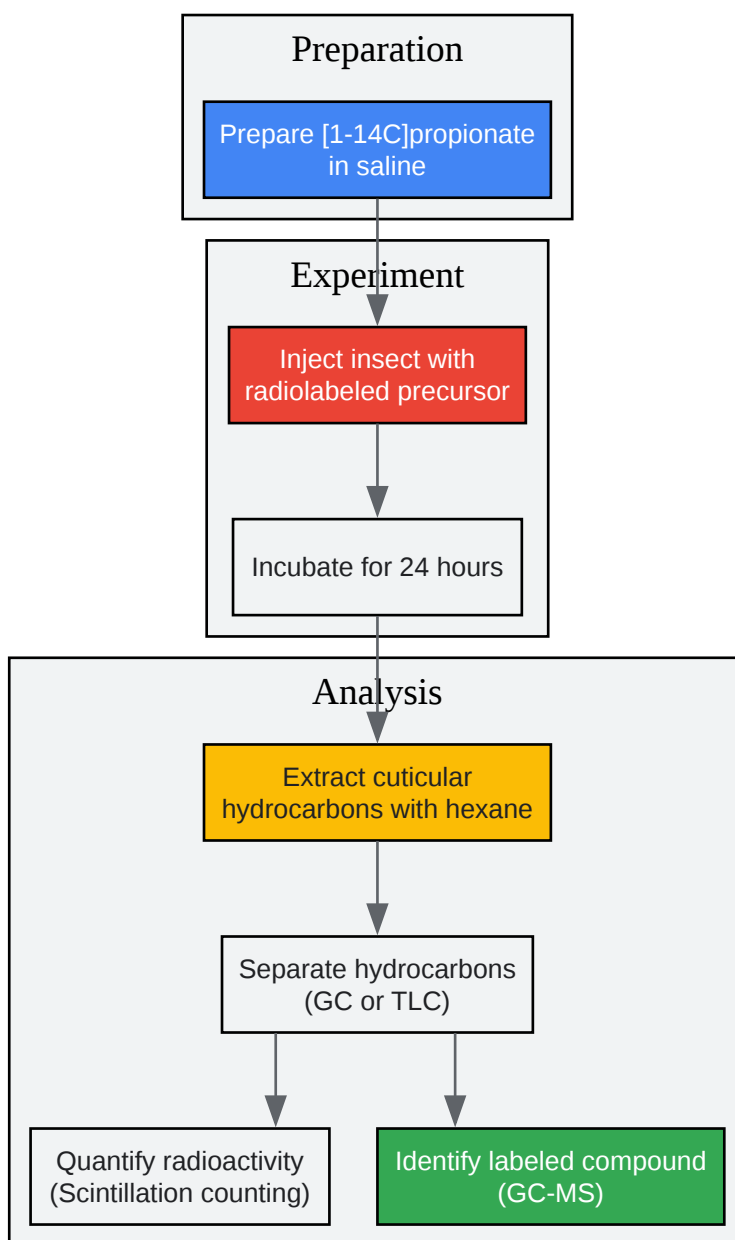 Preparation
Prepare [1-14C]propionate
in saline
Experiment
Inject insect with
radiolabeled precursor
Incubate for 24 hours
Analysis
Extract cuticular
hydrocarbons with hexane
Separate hydrocarbons
(GC or TLC)
Quantify radioactivity
(Scintillation counting)
Identify labeled compound
(GC-MS)